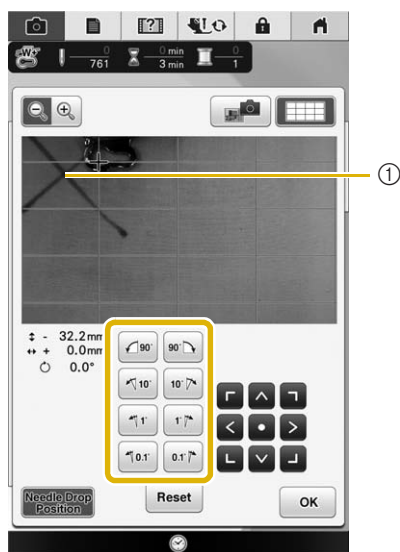 0 0 min 0
761 3 min 1
①
↕ - 32.2mm
↔ + 0.0mm
0.0°
90° 90°
10° 10°
1° 1°
0.1° 0.1°
Needle Drop
Position
Reset
OK